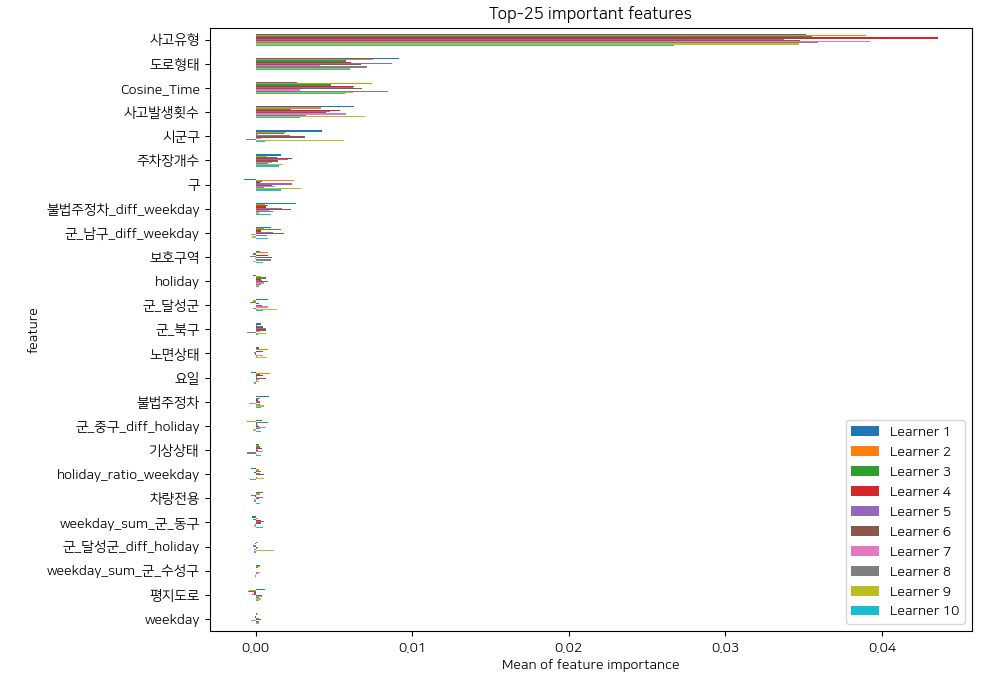 Top-25 important features
feature
사고유형
도로형태
Cosine_Time
사고발생횟수
시군구
주차장개수
구
불법주정차_diff_weekday
군_남구_diff_weekday
보호구역
holiday
군_달성군
군_북구
노면상태
요일
불법주정차
군_중구_diff_holiday
기상상태
holiday_ratio_weekday
차량전용
weekday_sum_군_동구
군_달성군_diff_holiday
weekday_sum_군_수성구
평지도로
weekday
Learner 1
Learner 2
Learner 3
Learner 4
Learner 5
Learner 6
Learner 7
Learner 8
Learner 9
Learner 10
0.00 0.01 0.02 0.03 0.04
Mean of feature importance